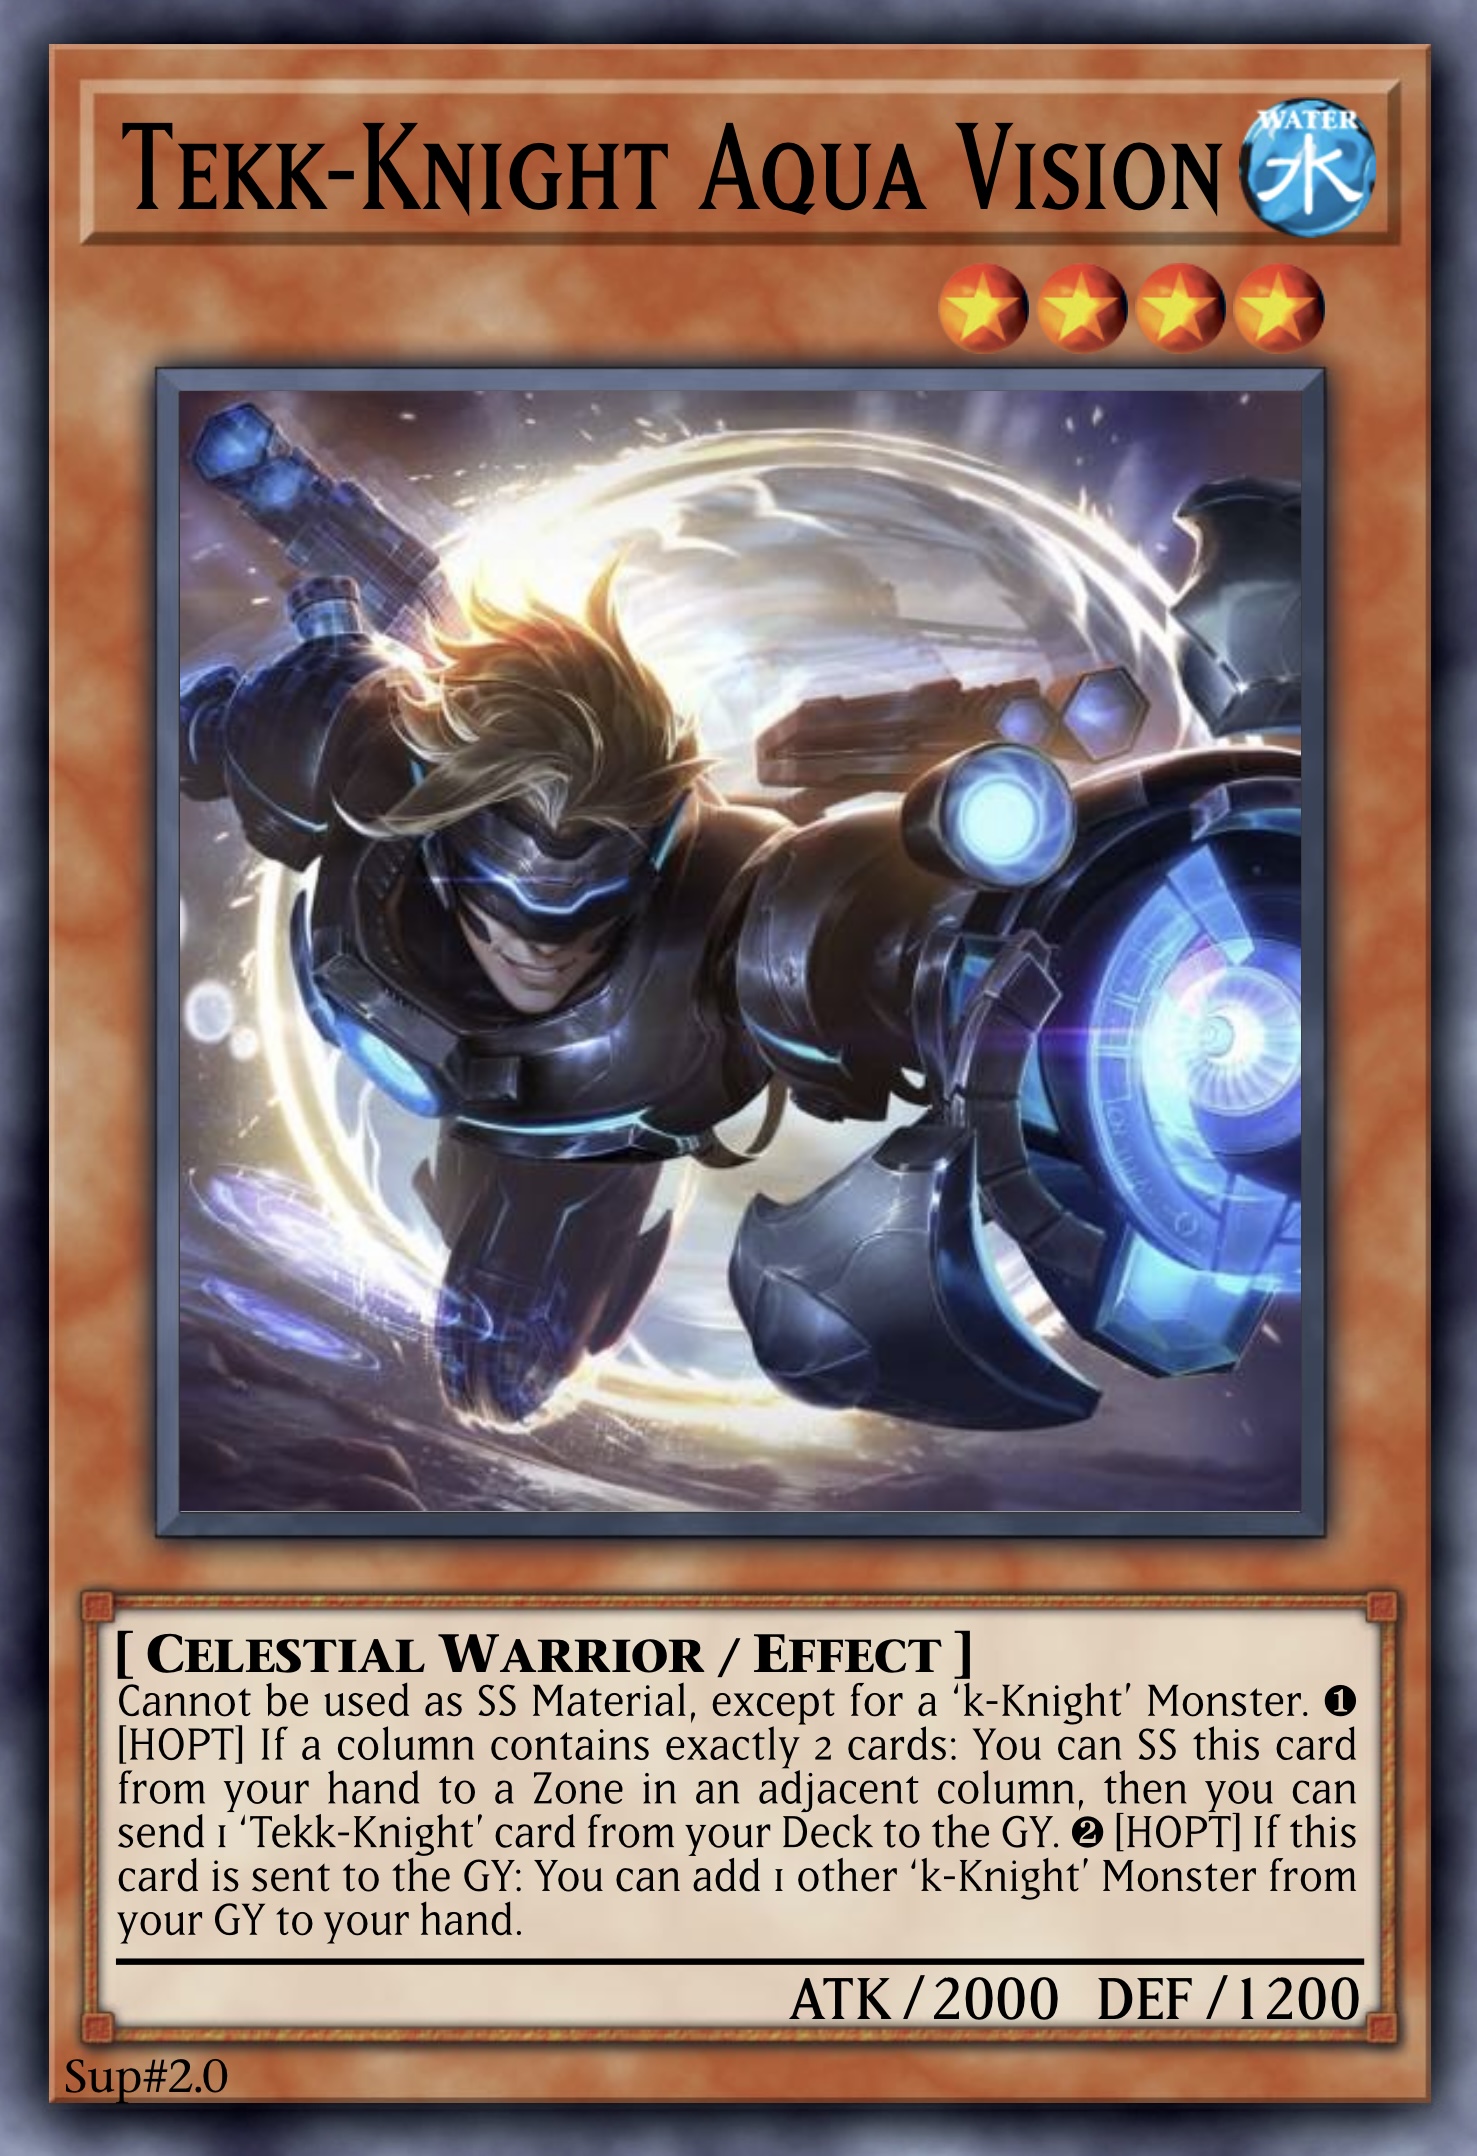 Tekk-Knight Aqua Vision
WATER
水
[ Celestial Warrior / Effect ]
Cannot be used as SS Material, except for a ‘k-Knight’ Monster. ❶
[HOPT] If a column contains exactly 2 cards: You can SS this card
from your hand to a Zone in an adjacent column, then you can
send 1 ‘Tekk-Knight’ card from your Deck to the GY. ❷ [HOPT] If this
card is sent to the GY: You can add 1 other ‘k-Knight’ Monster from
your GY to your hand.
ATK / 2000 DEF / 1200
Sup#2.0